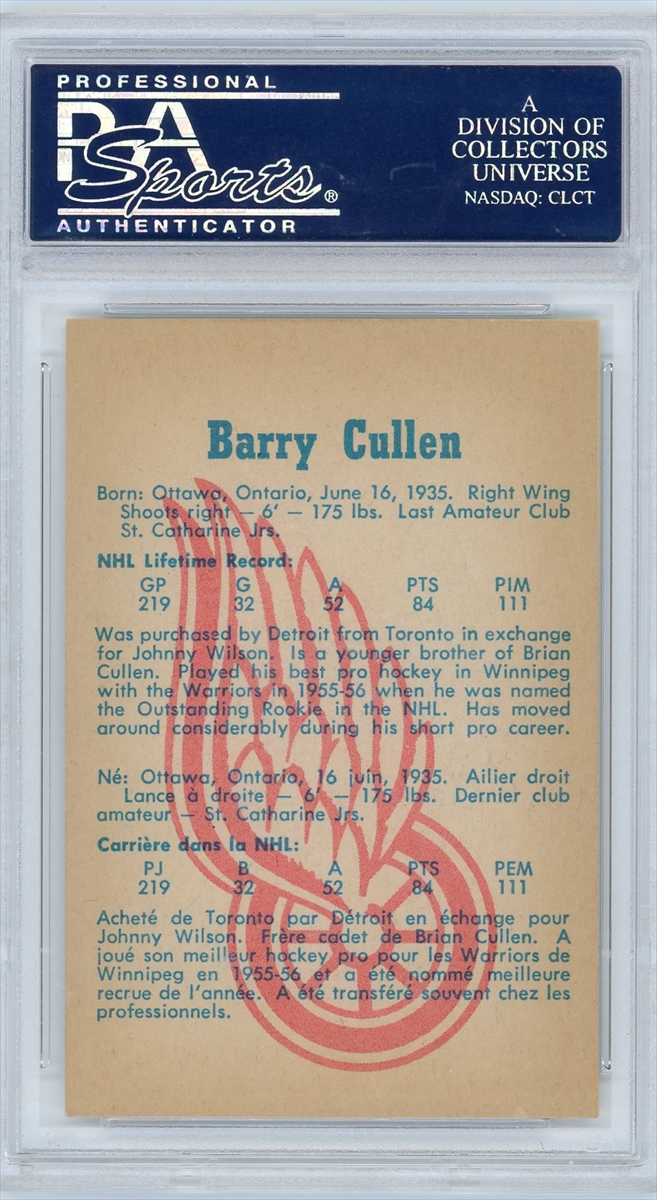 PROFESSIONAL
PSA
Sports®
AUTHENTICATOR
A
DIVISION OF
COLLECTORS
UNIVERSE
NASDAQ: CLCT
Barry Cullen
Born: Ottawa, Ontario, June 16, 1935. Right Wing
Shoots right — 6' — 175 lbs. Last Amateur Club
St. Catharine Jrs.
NHL Lifetime Record:
GP G A PTS PIM
219 32 52 84 111
Was purchased by Detroit from Toronto in exchange
for Johnny Wilson. Is a younger brother of Brian
Cullen. Played his best pro hockey in Winnipeg
with the Warriors in 1955-56 when he was named
the Outstanding Rookie in the NHL. Has moved
around considerably during his short pro career.
Né: Ottawa, Ontario, 16 juin, 1935. Ailier droit
Lance à droite — 6' — 175 lbs. Dernier club
amateur — St. Catharine Jrs.
Carrière dans la NHL:
PJ B A PTS PEM
219 32 52 84 111
Acheté de Toronto par Détroit en échange pour
Johnny Wilson. Frère cadet de Brian Cullen. A
joué son meilleur hockey pro pour les Warriors de
Winnipeg en 1955-56 et a été nommé meilleure
recrue de l'année. A été transféré souvent chez les
professionnels.